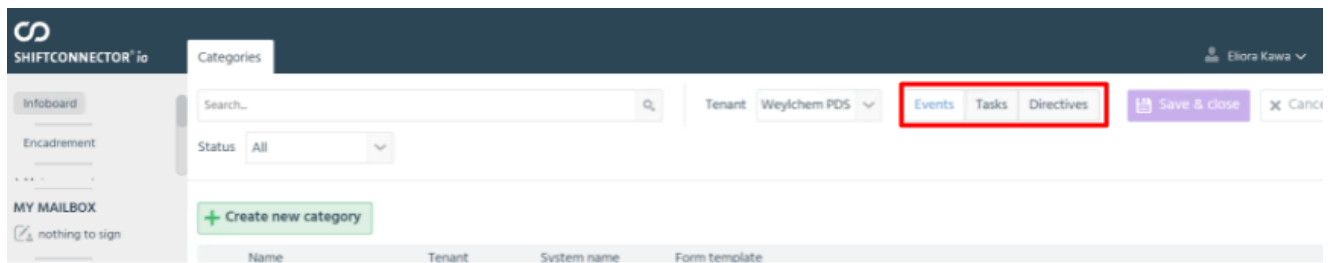 SHIFTCONNECTOR® io
Categories
Eliora Kawa
Infoboard
Search...
Tenant Weylchem PDS
Events Tasks Directives
Save & close
Cance
Encadrement
Status All
MY MAILBOX
Create new category
nothing to sign
Name Tenant System name Form template